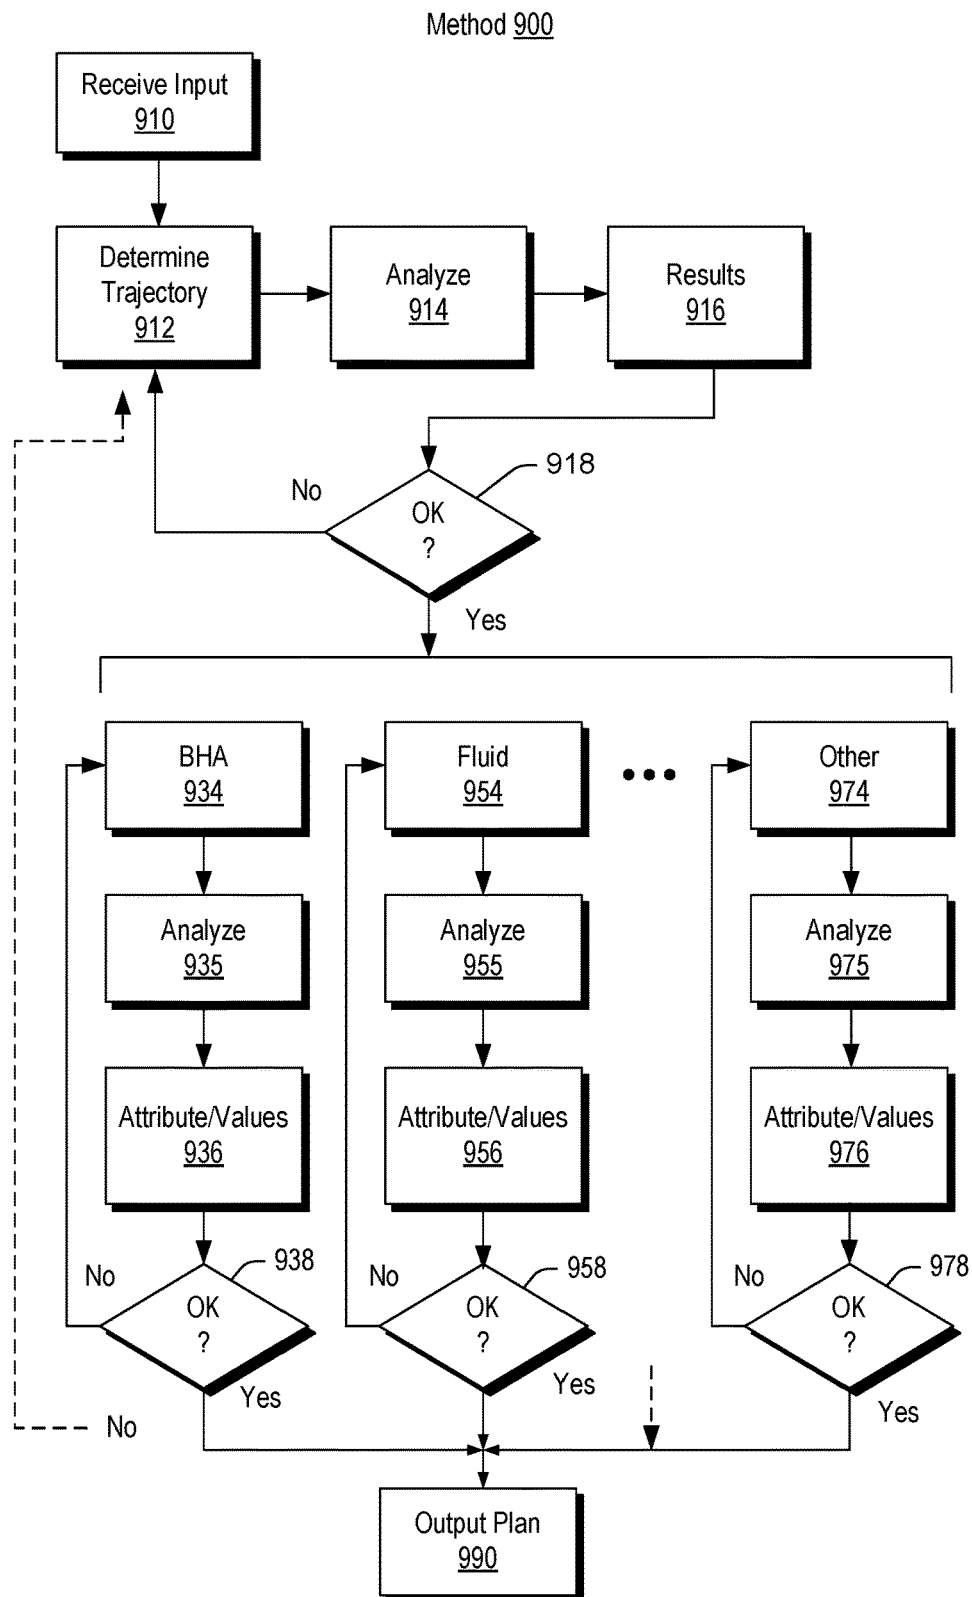 Method 900
Receive Input
910
Determine
Trajectory
912
Analyze
914
Results
916
918
No
OK
?
Yes
BHA
934
Fluid
954
Other
974
Analyze
935
Analyze
955
Analyze
975
Attribute/Values
936
Attribute/Values
956
Attribute/Values
976
938
No
OK
?
Yes
958
No
OK
?
Yes
978
No
OK
?
Yes
No
Output Plan
990